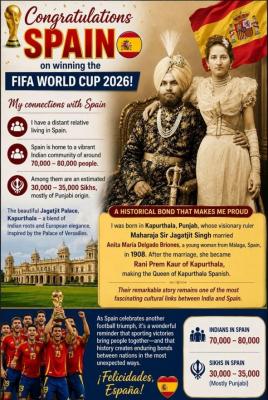 Congratulations
SPAIN
on winning the
FIFA WORLD CUP 2026!
My connections with Spain
I have a distant relative
living in Spain.
Spain is home to a vibrant
Indian community of around
70,000 – 80,000 people.
Among them are an estimated
30,000 – 35,000 Sikhs,
mostly of Punjabi origin.
The beautiful Jagatjit Palace,
Kapurthala – a blend of
Indian roots and European elegance,
inspired by the Palace of Versailles.
A HISTORICAL BOND THAT MAKES ME PROUD
I was born in Kapurthala, Punjab, whose visionary ruler
Maharaja Sir Jagatjit Singh married
Anita Maria Delgado Briones, a young woman from Málaga, Spain,
in 1908. After the marriage, she became
Rani Prem Kaur of Kapurthala,
making the Queen of Kapurthala Spanish.
Their remarkable story remains one of the most
fascinating cultural links between India and Spain.
As Spain celebrates another
football triumph, it's a wonderful
reminder that sporting victories
bring people together—and that
history creates enduring bonds
between nations in the most
unexpected ways.
¡Felicidades,
España!
INDIANS IN SPAIN
70,000 – 80,000
SIKHS IN SPAIN
30,000 – 35,000
(Mostly Punjabi)